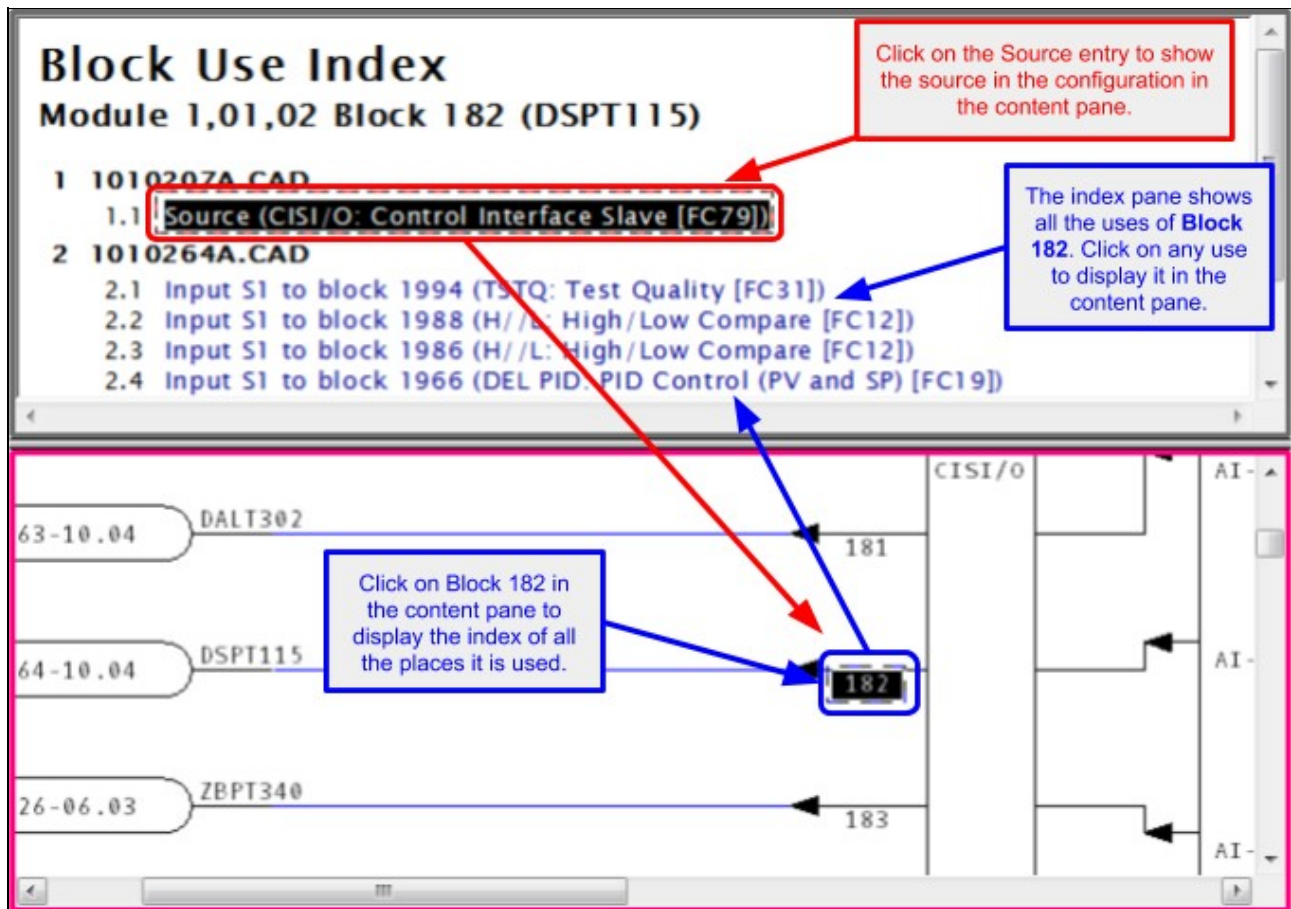 Block Use Index
Module 1,01,02 Block 182 (DSPT115)
Click on the Source entry to show
the source in the configuration in
the content pane.
1 1010207A.CAD
1.1 Source (CISI/O: Control Interface Slave [FC79])
2 1010264A.CAD
2.1 Input S1 to block 1994 (TSTQ: Test Quality [FC31])
2.2 Input S1 to block 1988 (H//L: High/Low Compare [FC12])
2.3 Input S1 to block 1986 (H//L: High/Low Compare [FC12])
2.4 Input S1 to block 1966 (DEL PID: PID Control (PV and SP) [FC19])
The index pane shows
all the uses of Block
182. Click on any use
to display it in the
content pane.
CISI/O
AI-
63-10.04
DALT302
181
Click on Block 182 in
the content pane to
display the index of all
the places it is used.
64-10.04
DSPT115
182
AI-
26-06.03
ZBPT340
183
AI-